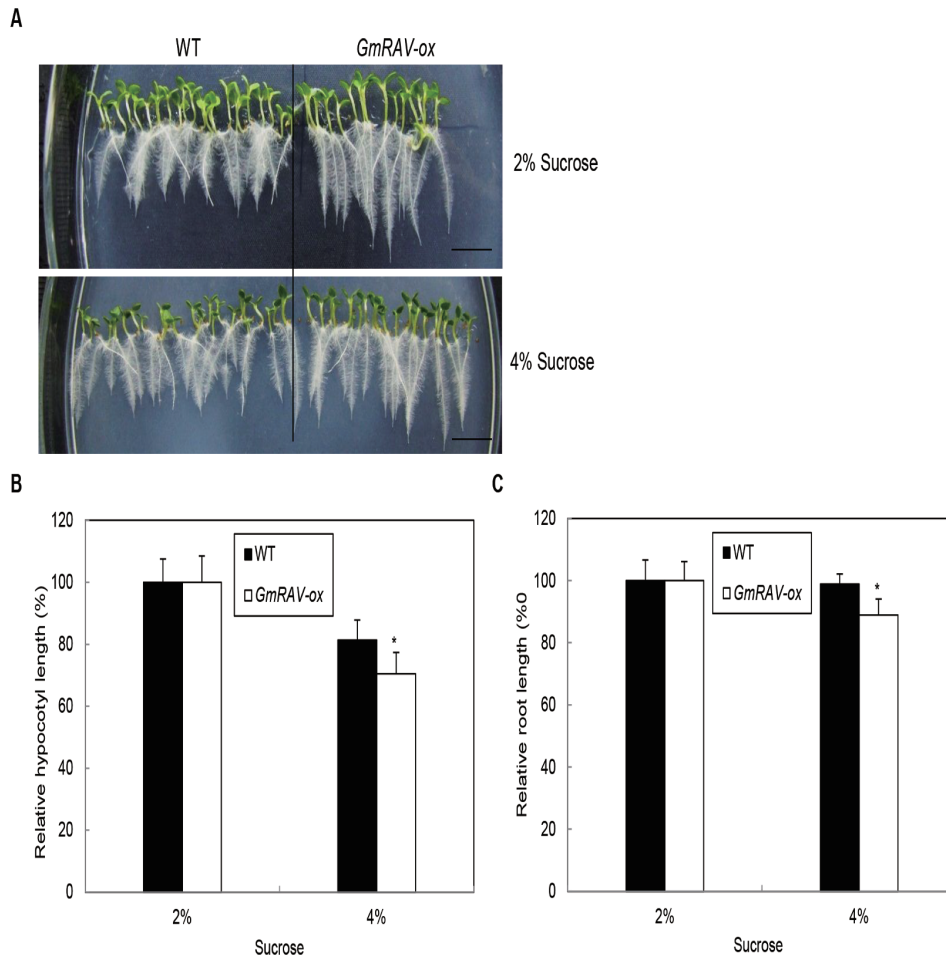 A
WT GmRAV-ox
2% Sucrose
4% Sucrose
B
120
100
80
60
40
20
0
Relative hypocotyl length (%)
WT
GmRAV-ox
*
2% 4%
Sucrose
C
120
100
80
60
40
20
0
Relative root length (%0
WT
GmRAV-ox
*
2% 4%
Sucrose